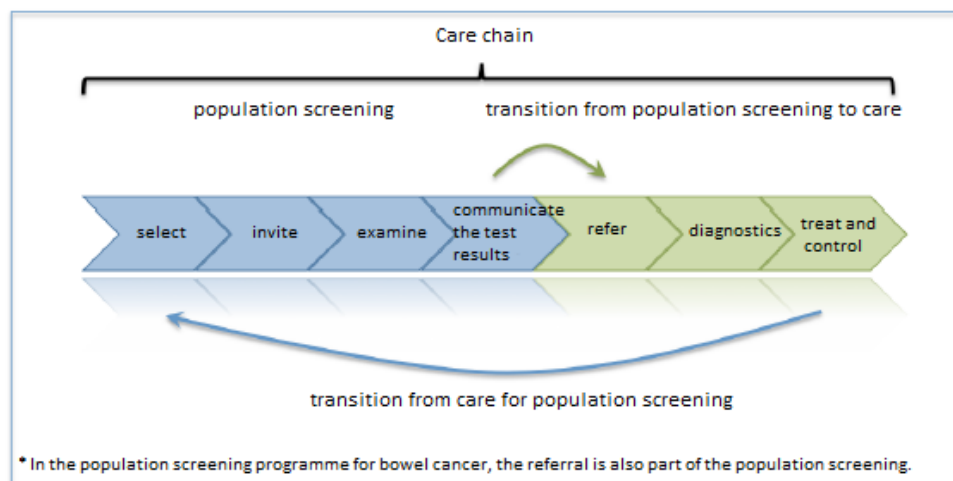 Care chain
population screening
transition from population screening to care
select
invite
examine
communicate
the test
results
refer
diagnostics
treat and
control
transition from care for population screening
* In the population screening programme for bowel cancer, the referral is also part of the population screening.